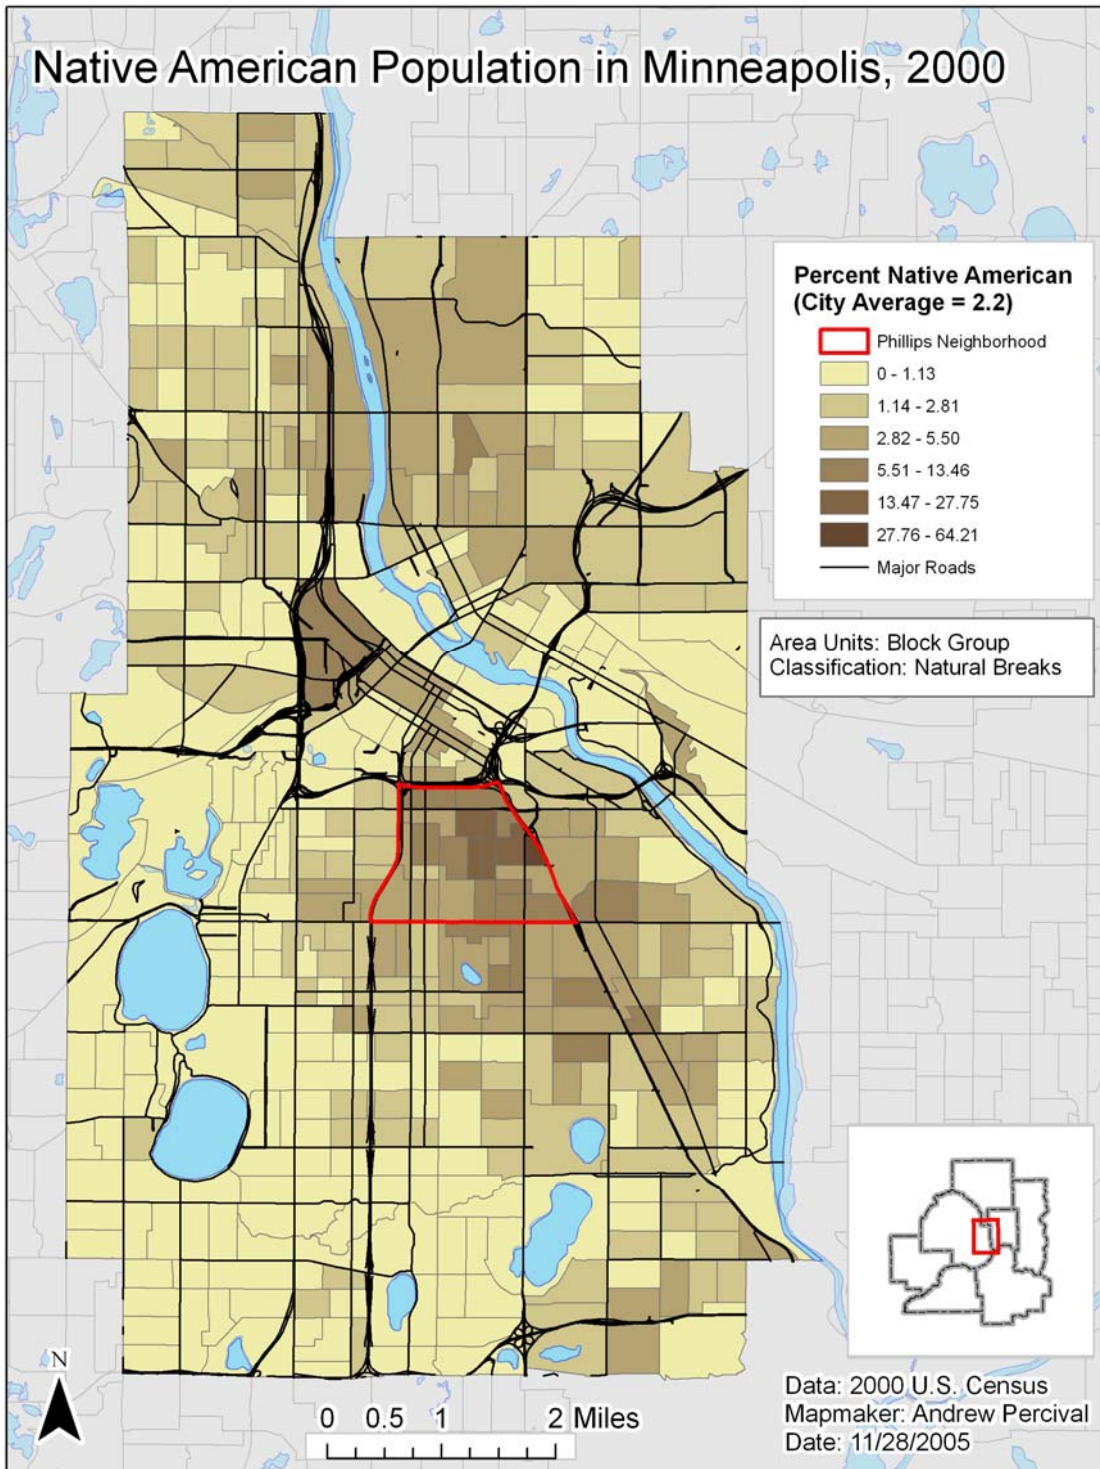 Native American Population in Minneapolis, 2000
Percent Native American
(City Average = 2.2)
Phillips Neighborhood
0 - 1.13
1.14 - 2.81
2.82 - 5.50
5.51 - 13.46
13.47 - 27.75
27.76 - 64.21
Major Roads
Area Units: Block Group
Classification: Natural Breaks
N
0 0.5 1 2 Miles
Data: 2000 U.S. Census
Mapmaker: Andrew Percival
Date: 11/28/2005